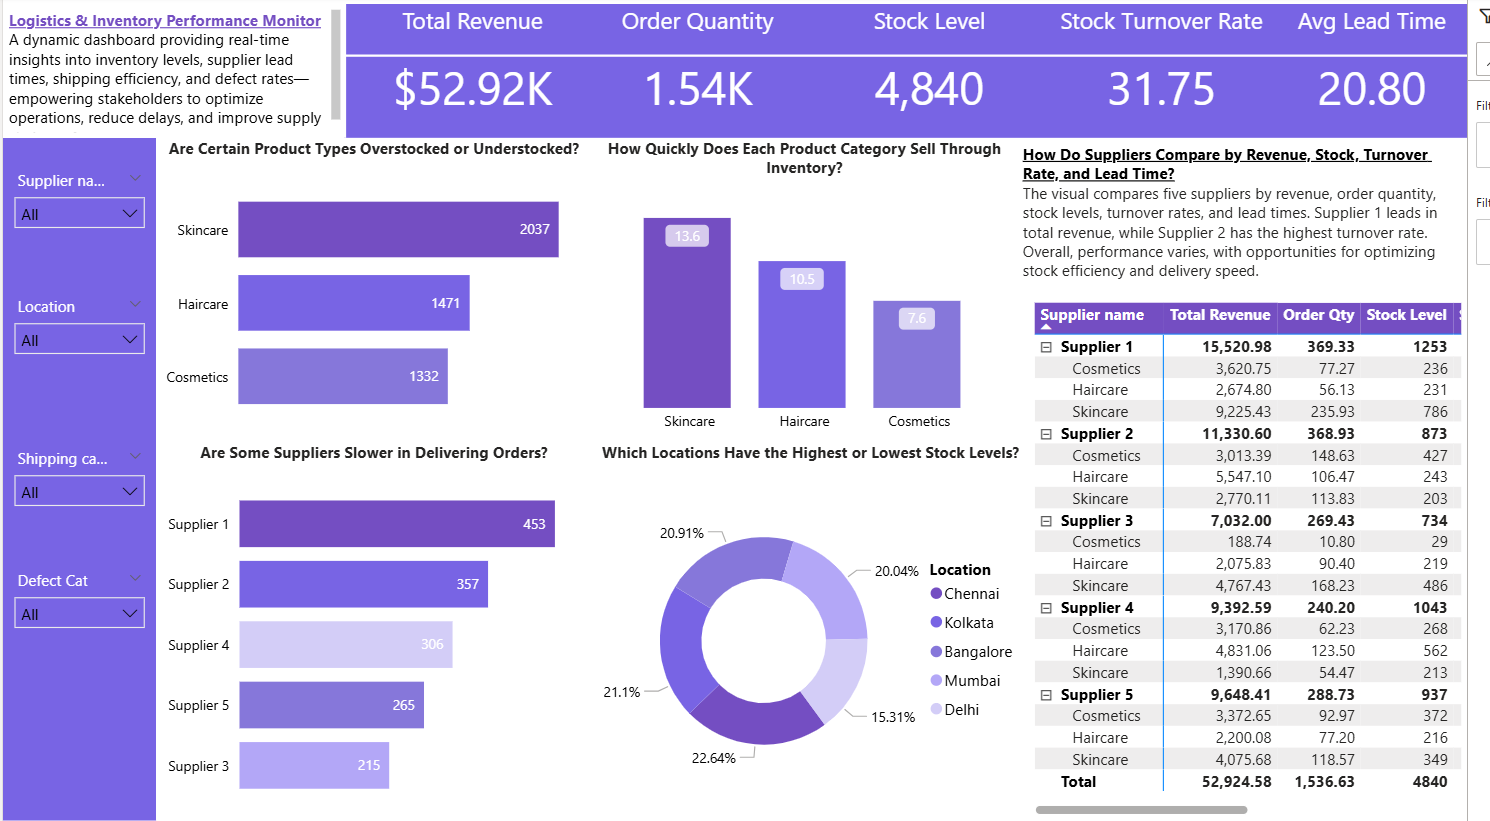 Logistics & Inventory Performance Monitor
A dynamic dashboard providing real-time
insights into inventory levels, supplier lead
times, shipping efficiency, and defect rates—
empowering stakeholders to optimize
operations, reduce delays, and improve supply
Total Revenue Order Quantity Stock Level Stock Turnover Rate Avg Lead Time
$52.92K 1.54K 4,840 31.75 20.80
Supplier na...
All
Location
All
Shipping ca...
All
Defect Cat
All
Are Certain Product Types Overstocked or Understocked?
Skincare 2037
Haircare 1471
Cosmetics 1332
How Quickly Does Each Product Category Sell Through
Inventory?
13.6
10.5
7.6
Skincare Haircare Cosmetics
Are Some Suppliers Slower in Delivering Orders?
Supplier 1 453
Supplier 2 357
Supplier 4 306
Supplier 5 265
Supplier 3 215
Which Locations Have the Highest or Lowest Stock Levels?
20.91%
20.04%
21.1%
15.31%
22.64%
Location
Chennai
Kolkata
Bangalore
Mumbai
Delhi
How Do Suppliers Compare by Revenue, Stock, Turnover
Rate, and Lead Time?
The visual compares five suppliers by revenue, order quantity,
stock levels, turnover rates, and lead times. Supplier 1 leads in
total revenue, while Supplier 2 has the highest turnover rate.
Overall, performance varies, with opportunities for optimizing
stock efficiency and delivery speed.
Supplier name Total Revenue Order Qty Stock Level
Supplier 1 15,520.98 369.33 1253
Cosmetics 3,620.75 77.27 236
Haircare 2,674.80 56.13 231
Skincare 9,225.43 235.93 786
Supplier 2 11,330.60 368.93 873
Cosmetics 3,013.39 148.63 427
Haircare 5,547.10 106.47 243
Skincare 2,770.11 113.83 203
Supplier 3 7,032.00 269.43 734
Cosmetics 188.74 10.80 29
Haircare 2,075.83 90.40 219
Skincare 4,767.43 168.23 486
Supplier 4 9,392.59 240.20 1043
Cosmetics 3,170.86 62.23 268
Haircare 4,831.06 123.50 562
Skincare 1,390.66 54.47 213
Supplier 5 9,648.41 288.73 937
Cosmetics 3,372.65 92.97 372
Haircare 2,200.08 77.20 216
Skincare 4,075.68 118.57 349
Total 52,924.58 1,536.63 4840